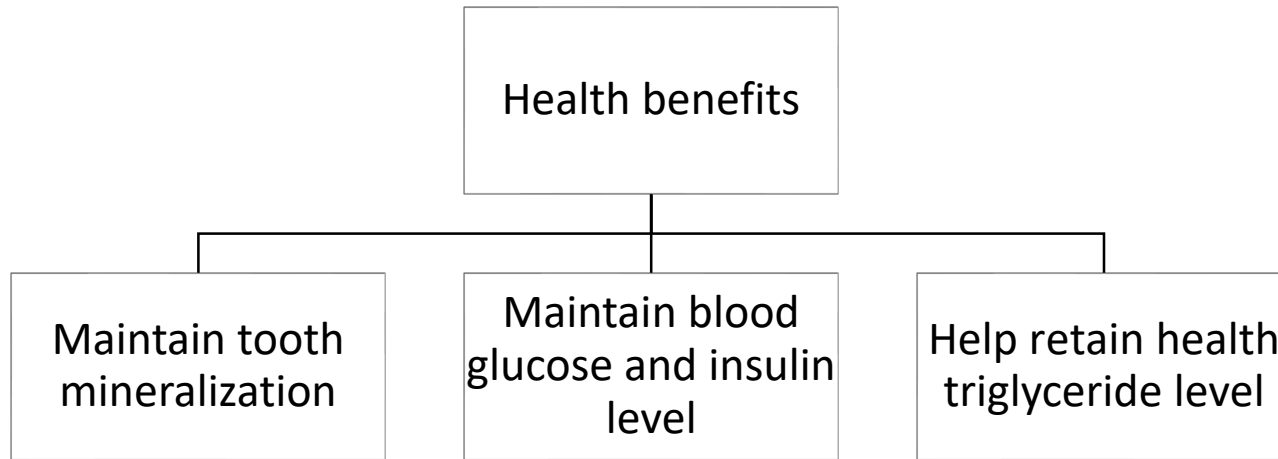 Health benefits
Maintain tooth
mineralization
Maintain blood
glucose and insulin
level
Help retain health
triglyceride level